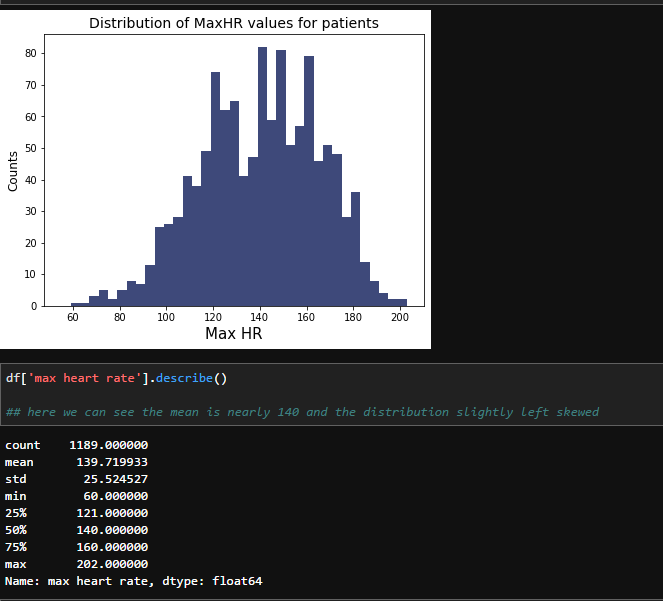 Distribution of MaxHR values for patients
80
70
60
50
40
30
20
10
0
Counts
60 80 100 120 140 160 180 200
Max HR
df['max heart rate'].describe()
## here we can see the mean is nearly 140 and the distribution slightly left skewed
count 1189.000000
mean 139.719933
std 25.524527
min 60.000000
25% 121.000000
50% 140.000000
75% 160.000000
max 202.000000
Name: max heart rate, dtype: float64